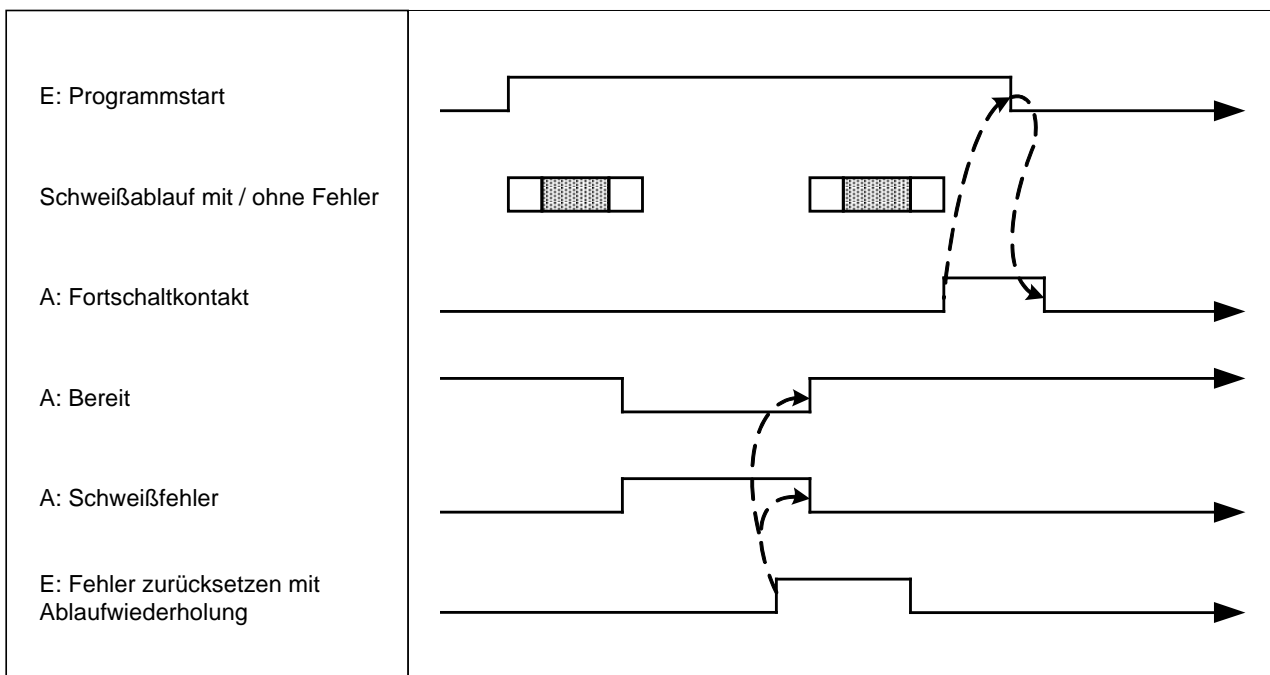 E: Programmstart
Schweißablauf mit / ohne Fehler
A: Fortschaltkontakt
A: Bereit
A: Schweißfehler
E: Fehler zurücksetzen mit
Ablaufwiederholung